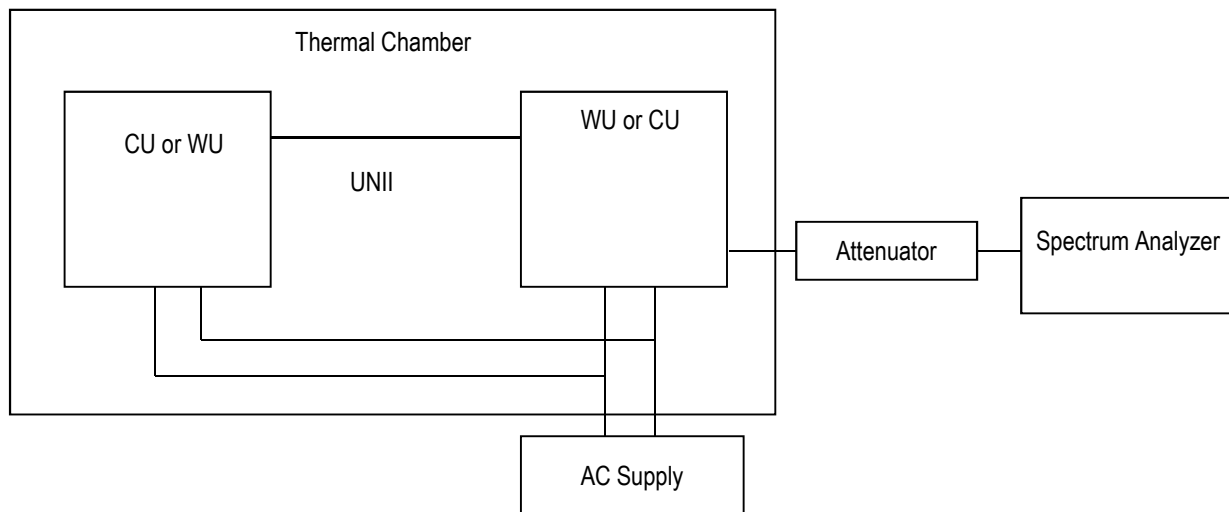 Thermal Chamber
CU or WU
WU or CU
UNII
Attenuator
Spectrum Analyzer
AC Supply